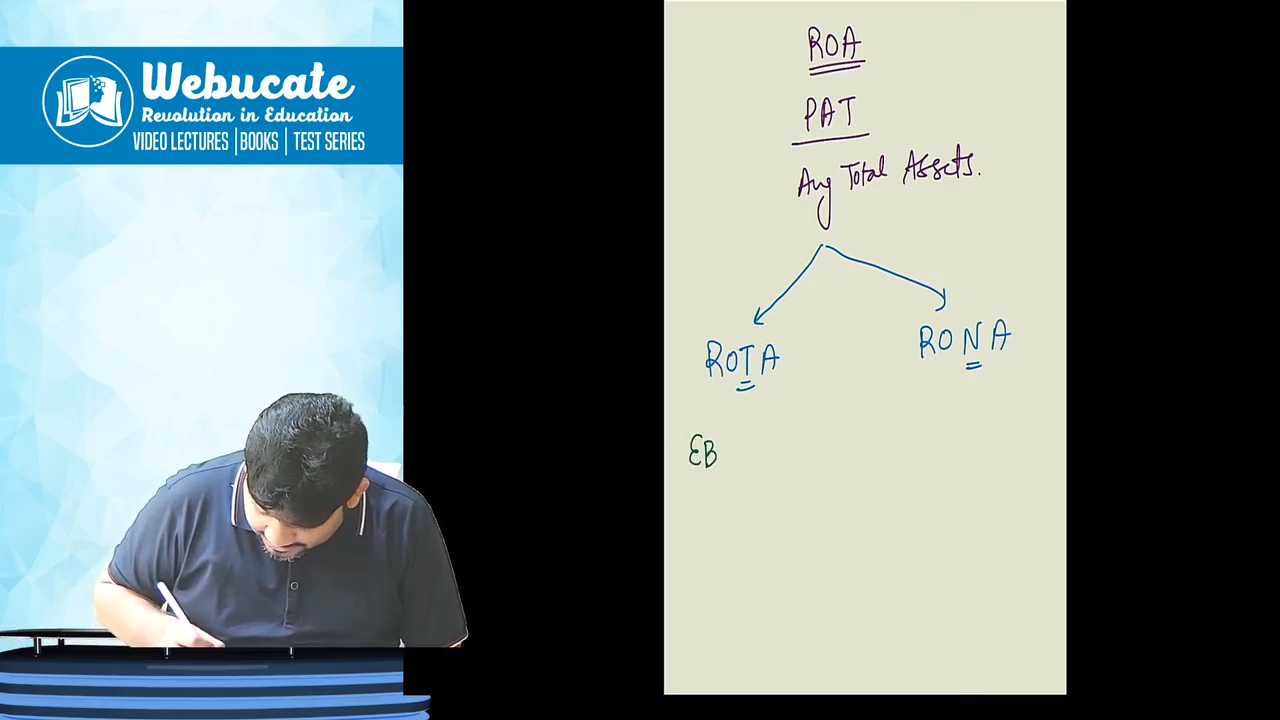 Webucate
Revolution in Education
VIDEO LECTURES | BOOKS | TEST SERIES
ROA
PAT
Avg Total Assets.
ROTA
RONA
EB